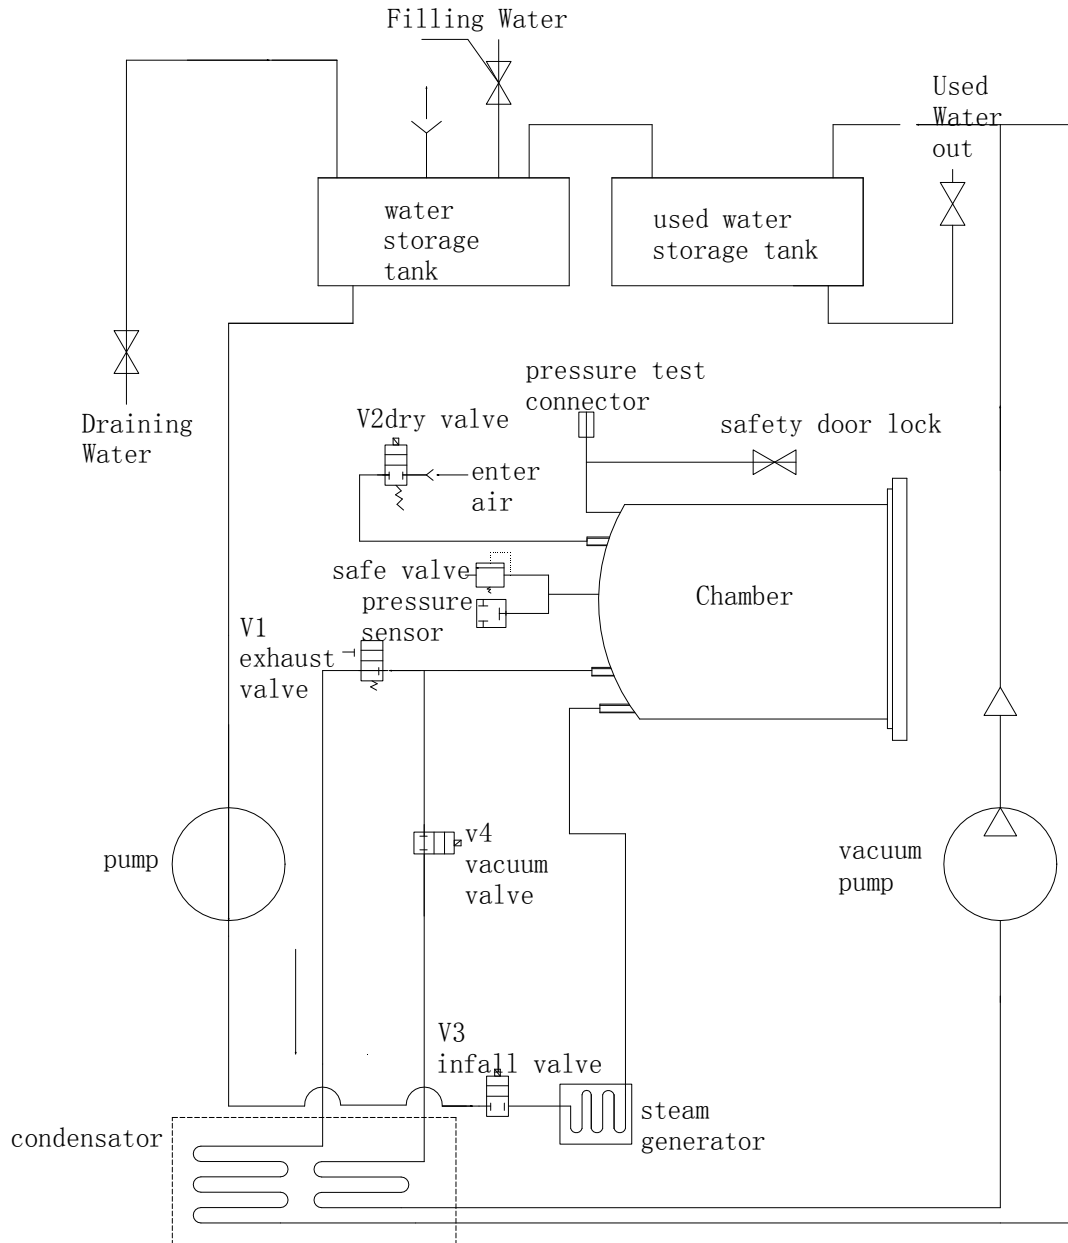 Filling Water
Used
Water
out
water
storage
tank
used water
storage tank
pressure test
connector
Draining
Water
V2dry valve
safety door lock
enter
air
safe valve
pressure
sensor
Chamber
V1
exhaust
valve
v4
vacuum
valve
pump
vacuum
pump
V3
infall valve
steam
generator
condensator